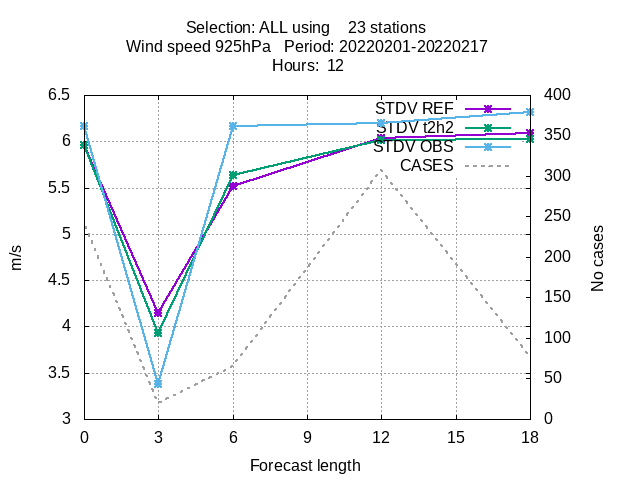 Selection: ALL using    23 stations
Wind speed 925hPa   Period: 20220201-20220217
Hours:  12
6.5
6
5.5
5
4.5
4
3.5
3
400
350
300
250
200
150
100
50
0
STDV REF
STDV t2h2
STDV OBS
CASES
m/s
No cases
0 3 6 9 12 15 18
Forecast length